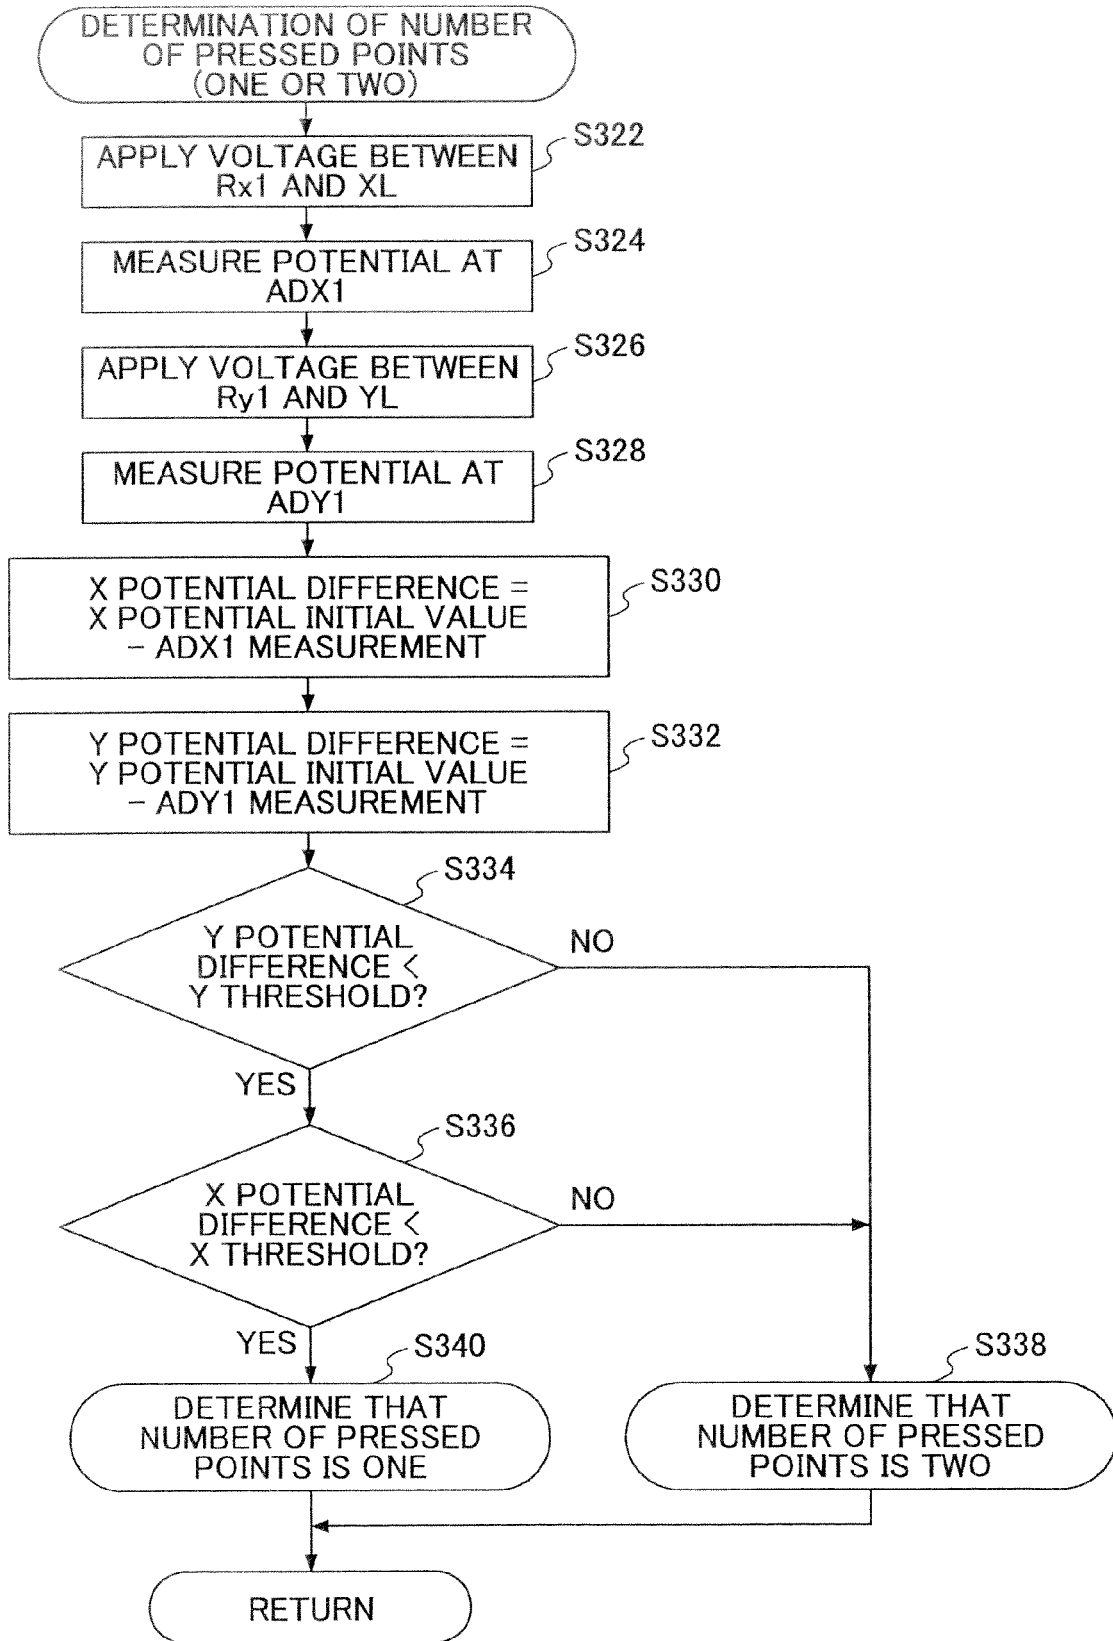 DETERMINATION OF NUMBER
OF PRESSED POINTS
(ONE OR TWO)
S322
APPLY VOLTAGE BETWEEN
Rx1 AND XL
S324
MEASURE POTENTIAL AT
ADX1
S326
APPLY VOLTAGE BETWEEN
Ry1 AND YL
S328
MEASURE POTENTIAL AT
ADY1
S330
X POTENTIAL DIFFERENCE =
X POTENTIAL INITIAL VALUE
– ADX1 MEASUREMENT
S332
Y POTENTIAL DIFFERENCE =
Y POTENTIAL INITIAL VALUE
– ADY1 MEASUREMENT
S334
Y POTENTIAL
DIFFERENCE <
Y THRESHOLD?
NO
YES
S336
X POTENTIAL
DIFFERENCE <
X THRESHOLD?
NO
YES
S340
DETERMINE THAT
NUMBER OF PRESSED
POINTS IS ONE
S338
DETERMINE THAT
NUMBER OF PRESSED
POINTS IS TWO
RETURN